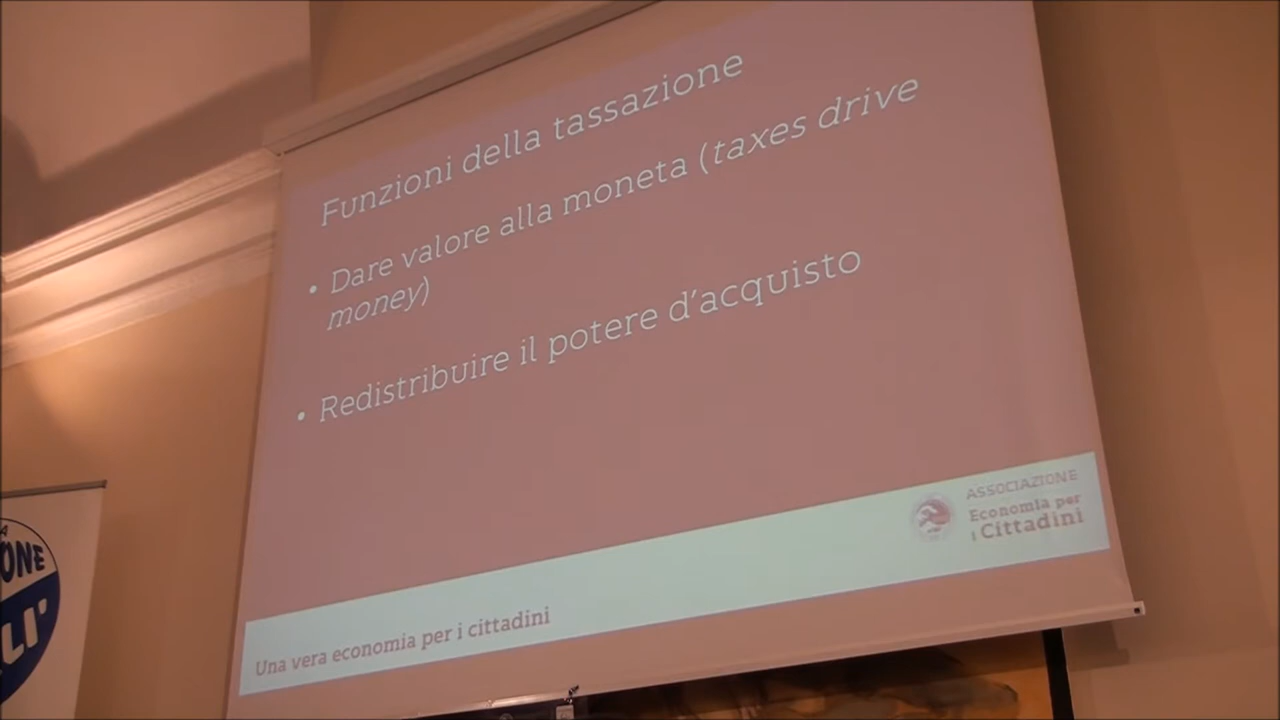 Funzioni della tassazione
• Dare valore alla moneta (taxes drive
money)
• Redistribuire il potere d'acquisto
ASSOCIAZIONE
Economia per
i Cittadini
Una vera economia per i cittadini